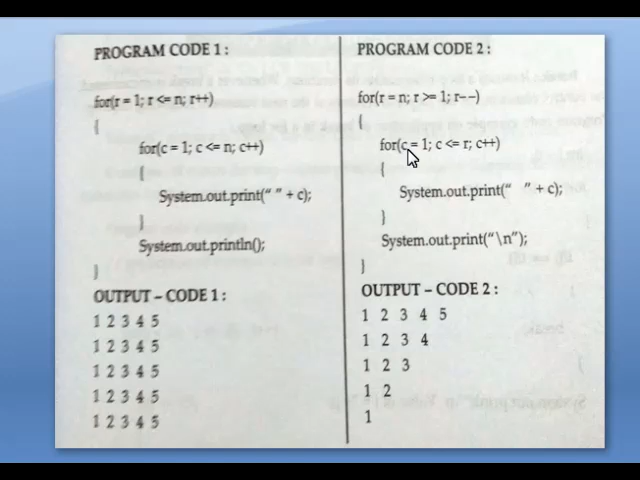 PROGRAM CODE 1 :
for(r = 1; r <= n; r++)
{
for(c = 1; c <= n; c++)
{
System.out.print(“ ” + c);
}
System.out.println();
}
OUTPUT – CODE 1 :
1 2 3 4 5
1 2 3 4 5
1 2 3 4 5
1 2 3 4 5
1 2 3 4 5
PROGRAM CODE 2 :
for(r = n; r >= 1; r– –)
{
for(c = 1; c <= r; c++)
{
System.out.print(“ ” + c);
}
System.out.print(“\n”);
}
OUTPUT – CODE 2 :
1 2 3 4 5
1 2 3 4
1 2 3
1 2
1